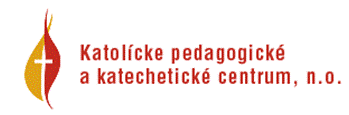 Katolícke pedagogické
a katechetické centrum, n.o.